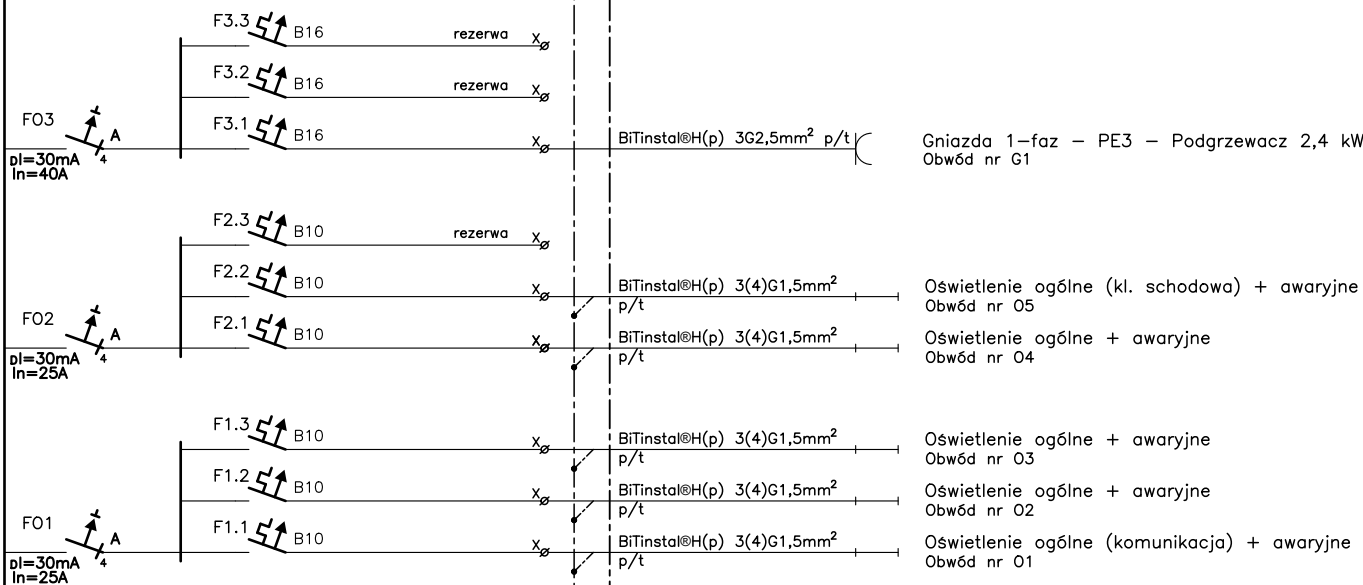 F3.3 B16 rezerwa X
F3.2 B16 rezerwa X
FO3 A 4 F3.1 B16 X BiTinstal®H(p) 3G2,5mm² p/t Gniazda 1-faz - PE3 - Podgrzewacz 2,4 kW
pI=30mA Obwód nr G1
In=40A
F2.3 B10 rezerwa X
F2.2 B10 X BiTinstal®H(p) 3(4)G1,5mm² Oświetlenie ogólne (kl. schodowa) + awaryjne
p/t Obwód nr O5
FO2 A 4 F2.1 B10 X BiTinstal®H(p) 3(4)G1,5mm² Oświetlenie ogólne + awaryjne
pI=30mA p/t Obwód nr O4
In=25A
F1.3 B10 X BiTinstal®H(p) 3(4)G1,5mm² Oświetlenie ogólne + awaryjne
p/t Obwód nr O3
F1.2 B10 X BiTinstal®H(p) 3(4)G1,5mm² Oświetlenie ogólne + awaryjne
p/t Obwód nr O2
FO1 A 4 F1.1 B10 X BiTinstal®H(p) 3(4)G1,5mm² Oświetlenie ogólne (komunikacja) + awaryjne
pI=30mA p/t Obwód nr O1
In=25A